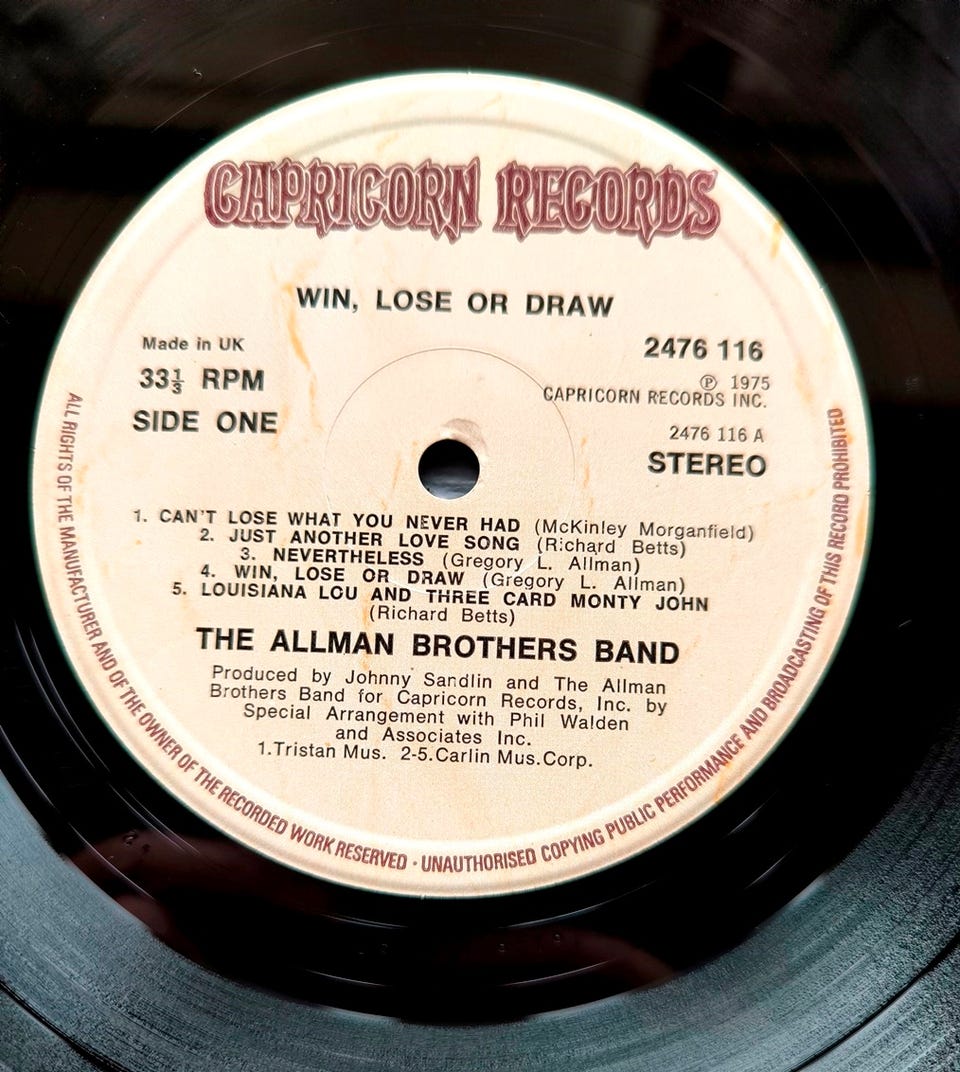 CAPRICORN RECORDS
WIN, LOSE OR DRAW
Made in UK
33⅓ RPM
SIDE ONE
2476 116
℗ 1975
CAPRICORN RECORDS INC.
2476 116 A
STEREO
1. CAN'T LOSE WHAT YOU NEVER HAD (McKinley Morganfield)
2. JUST ANOTHER LOVE SONG (Richard Betts)
3. NEVERTHELESS (Gregory L. Allman)
4. WIN, LOSE OR DRAW (Gregory L. Allman)
5. LOUISIANA LOU AND THREE CARD MONTY JOHN
(Richard Betts)
THE ALLMAN BROTHERS BAND
Produced by Johnny Sandlin and The Allman
Brothers Band for Capricorn Records, Inc. by
Special Arrangement with Phil Walden
and Associates Inc.
1.Tristan Mus. 2-5.Carlin Mus.Corp.
ALL RIGHTS OF THE MANUFACTURER AND OF THE OWNER OF THE RECORDED WORK RESERVED · UNAUTHORISED COPYING PUBLIC PERFORMANCE AND BROADCASTING OF THIS RECORD PROHIBITED